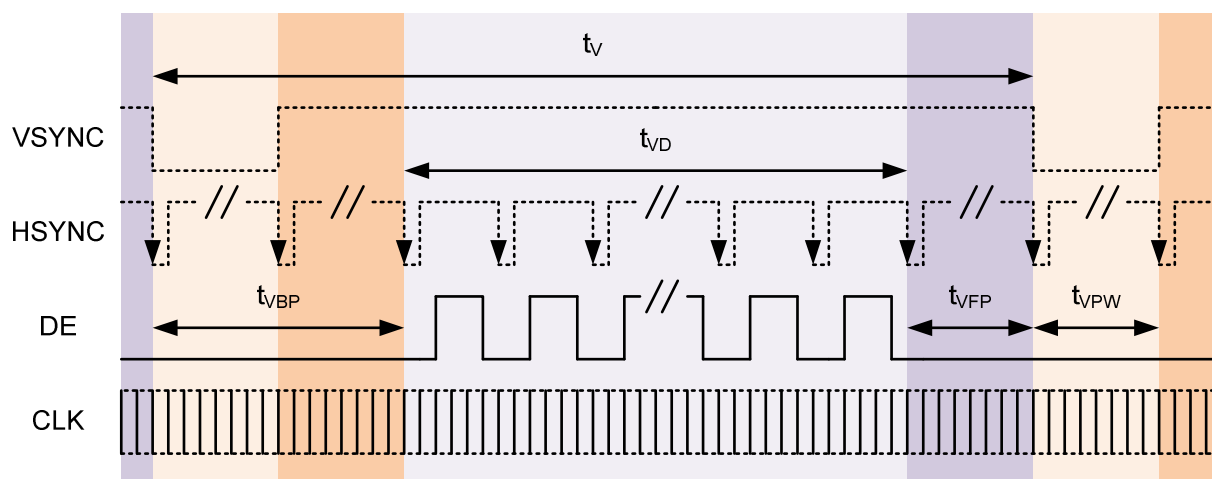 tV
VSYNC
tVD
HSYNC
tVBP
tVFP
tVPW
DE
CLK